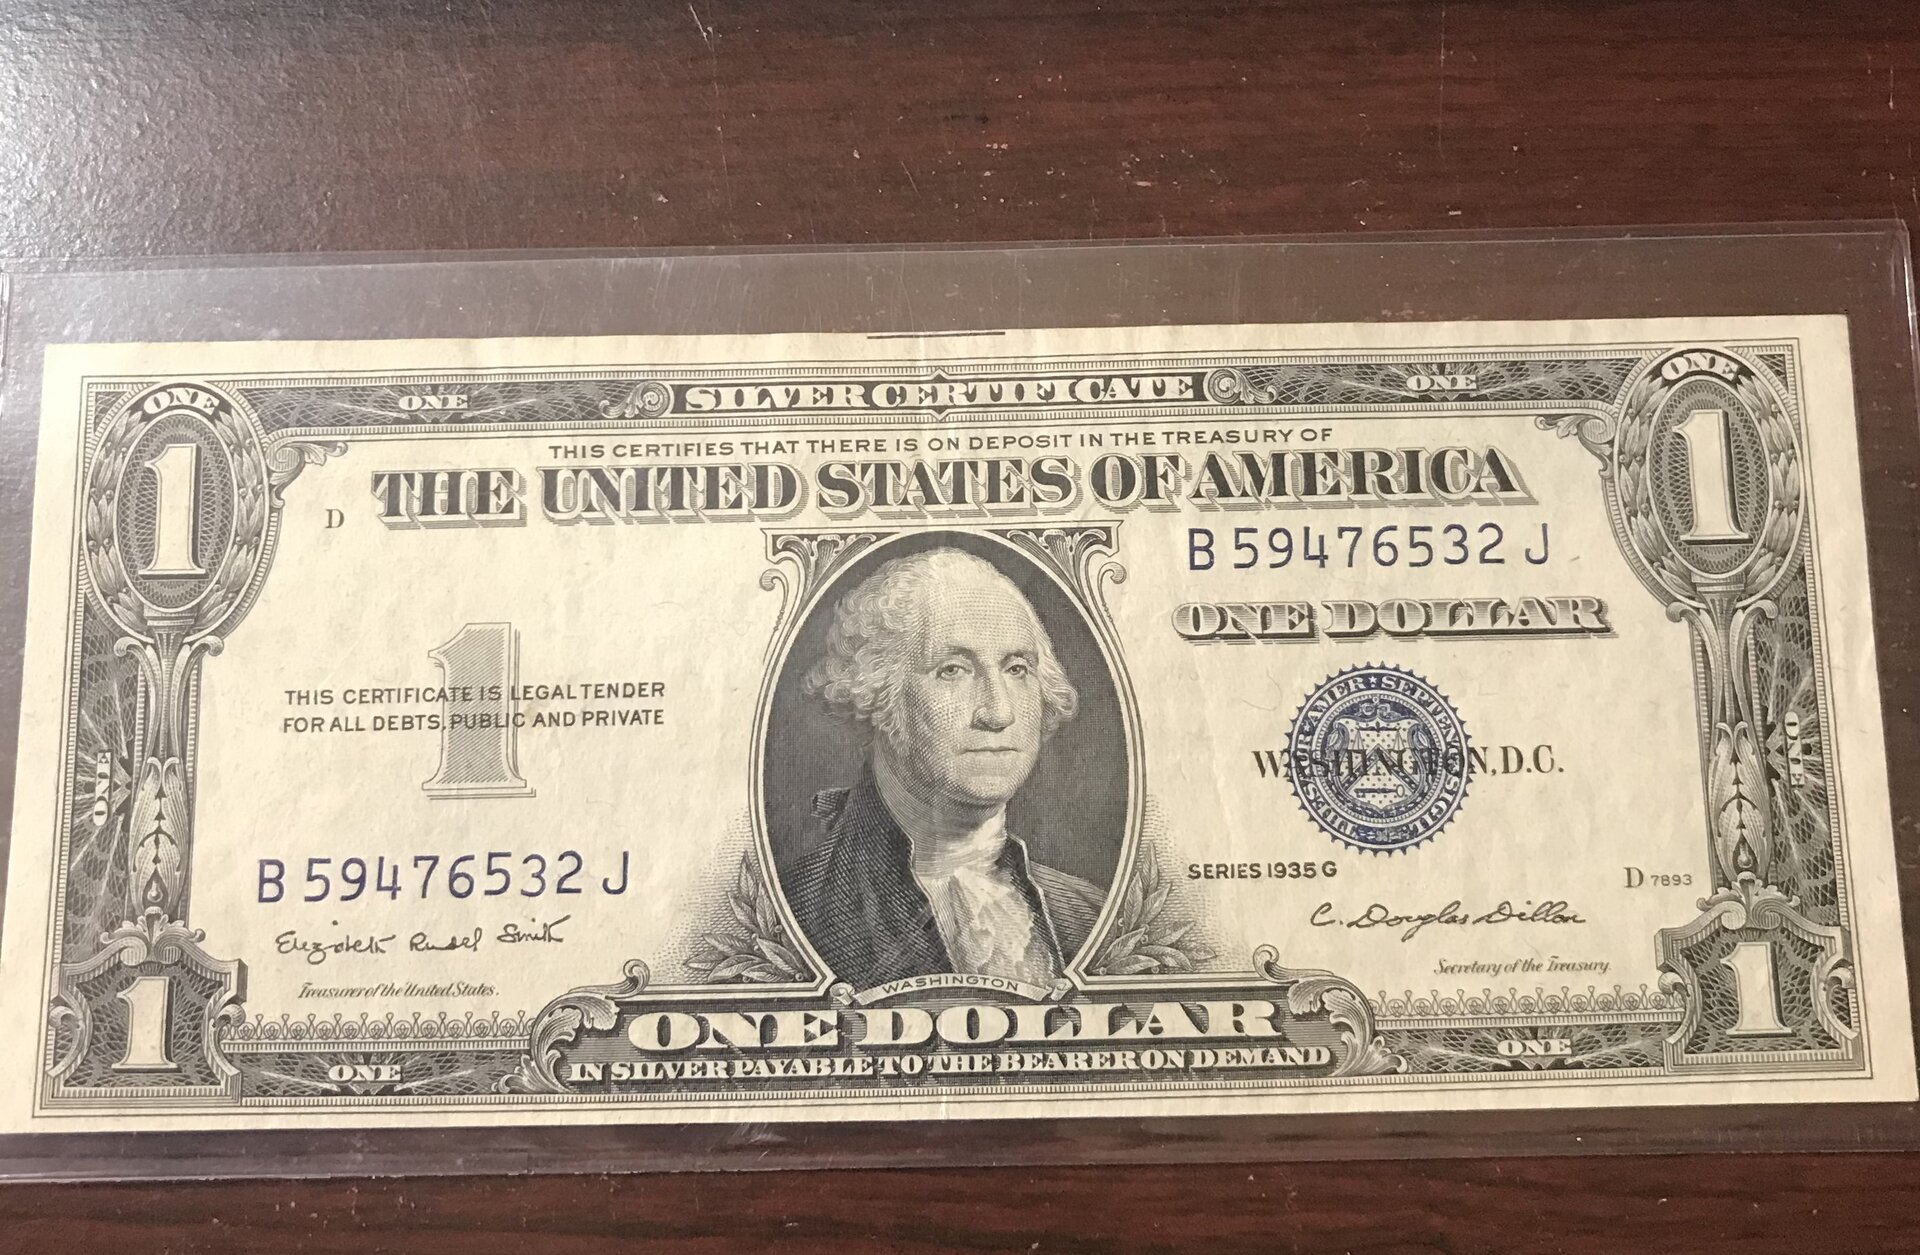 SILVER CERTIFICATE
ONE
ONE
ONE
ONE
1
1
THIS CERTIFIES THAT THERE IS ON DEPOSIT IN THE TREASURY OF
THE UNITED STATES OF AMERICA
D
B 59476532 J
ONE DOLLAR
1
THIS CERTIFICATE IS LEGAL TENDER
FOR ALL DEBTS, PUBLIC AND PRIVATE
WASHINGTON, D.C.
ONE
ONE
B 59476532 J
SERIES 1935 G
D 7893
Elizabeth Rudel Smith
C. Douglas Dillon
Treasurer of the United States.
Secretary of the Treasury.
WASHINGTON
1
1
ONE DOLLAR
IN SILVER PAYABLE TO THE BEARER ON DEMAND
ONE
ONE